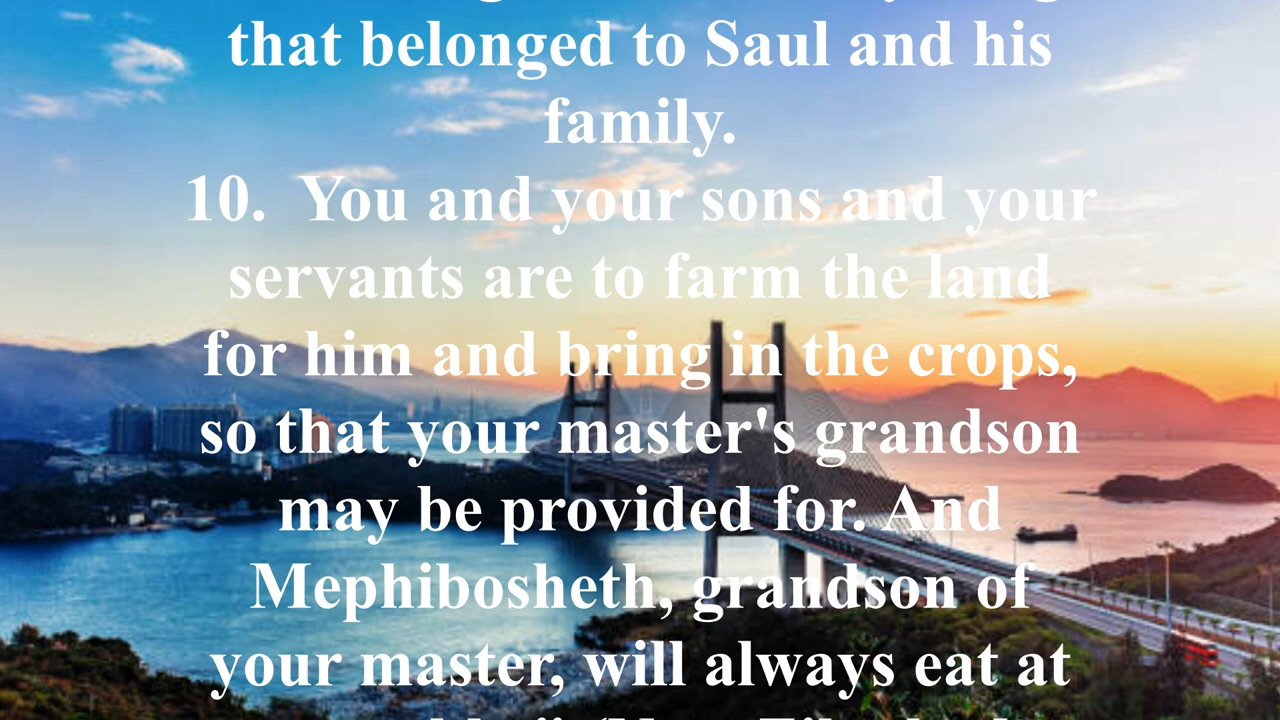 that belonged to Saul and his
family.
10. You and your sons and your
servants are to farm the land
for him and bring in the crops,
so that your master's grandson
may be provided for. And
Mephibosheth, grandson of
your master, will always eat at